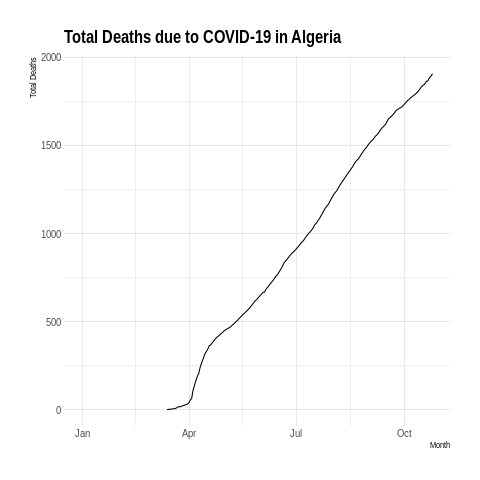 Total Deaths due to COVID-19 in Algeria
Total Deaths
2000
1500
1000
500
0
Jan
Apr
Jul
Oct
Month